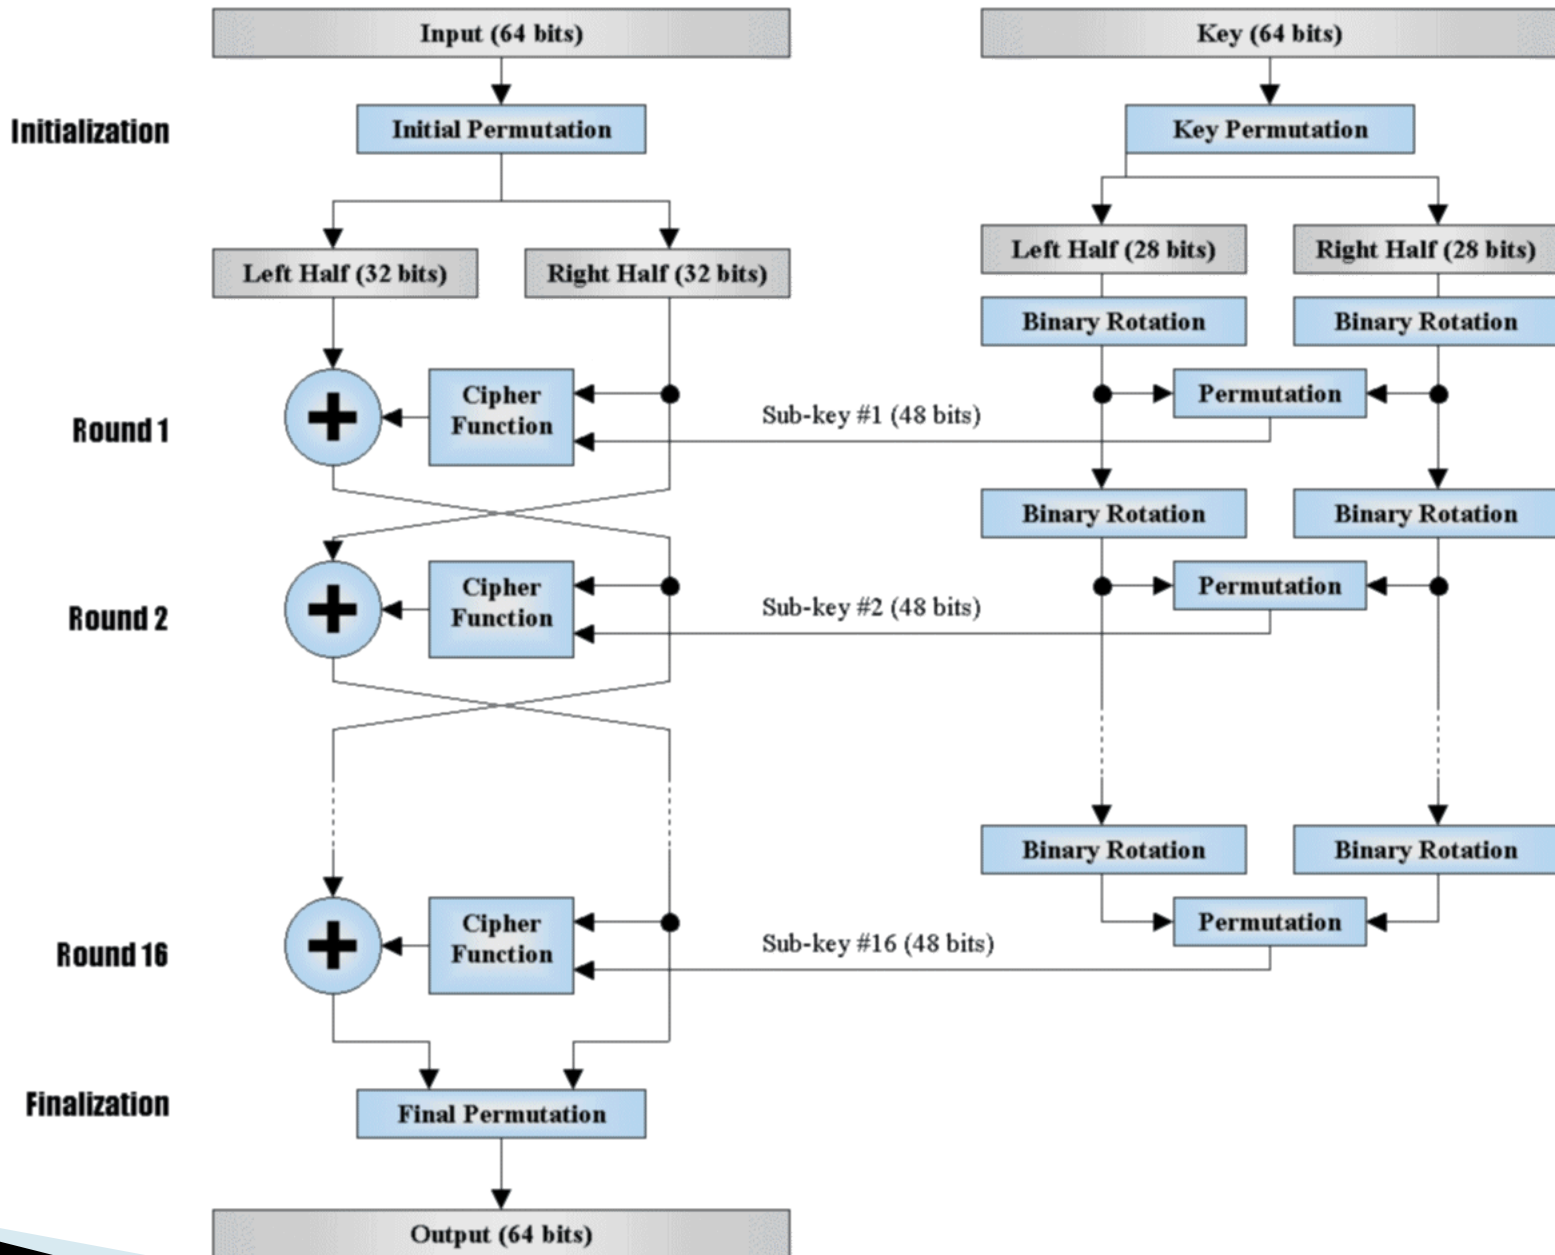 Input (64 bits)
Key (64 bits)
Initialization
Initial Permutation
Key Permutation
Left Half (32 bits)
Right Half (32 bits)
Left Half (28 bits)
Right Half (28 bits)
Binary Rotation
Binary Rotation
Round 1
Cipher
Function
Sub-key #1 (48 bits)
Permutation
Binary Rotation
Binary Rotation
Round 2
Cipher
Function
Sub-key #2 (48 bits)
Permutation
Binary Rotation
Binary Rotation
Round 16
Cipher
Function
Sub-key #16 (48 bits)
Permutation
Finalization
Final Permutation
Output (64 bits)